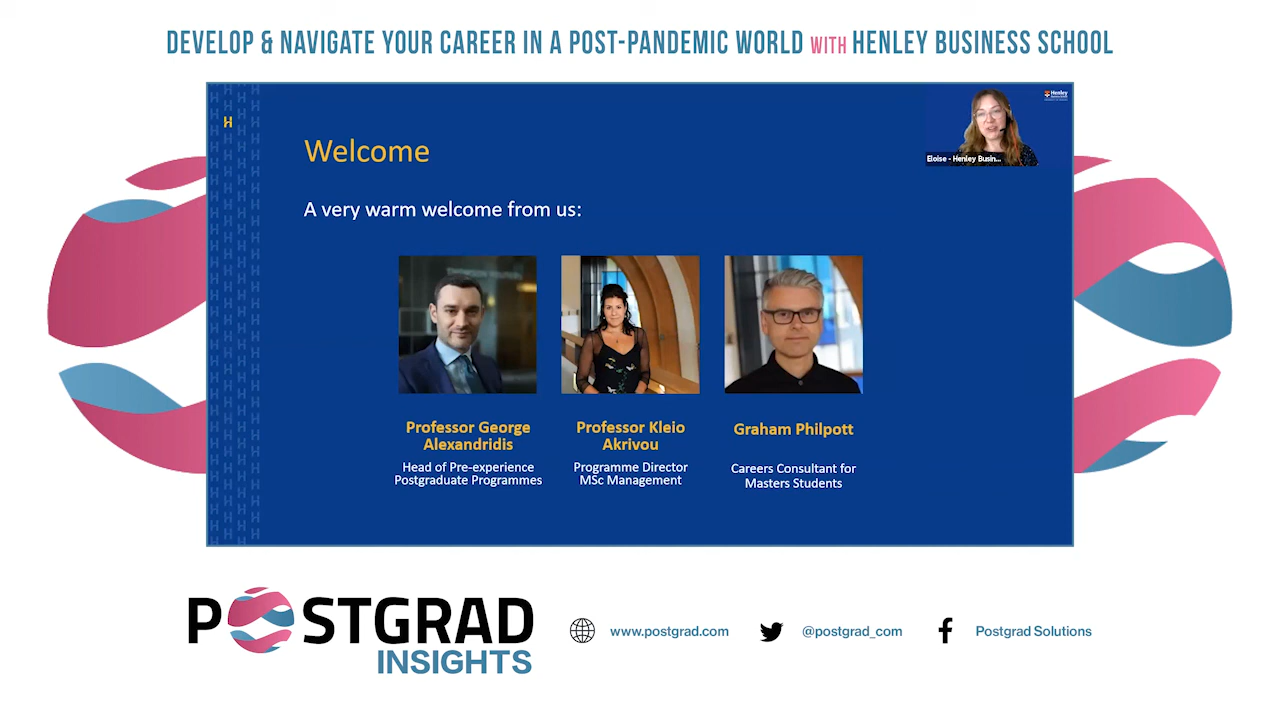 DEVELOP & NAVIGATE YOUR CAREER IN A POST-PANDEMIC WORLD WITH HENLEY BUSINESS SCHOOL
H
Henley
Eloise - Henley Busin...
Welcome
A very warm welcome from us:
Professor George
Alexandridis
Head of Pre-experience
Postgraduate Programmes
Professor Kleio
Akrivou
Programme Director
MSc Management
Graham Philpott
Careers Consultant for
Masters Students
POSTGRAD
INSIGHTS
www.postgrad.com
@postgrad_com
Postgrad Solutions